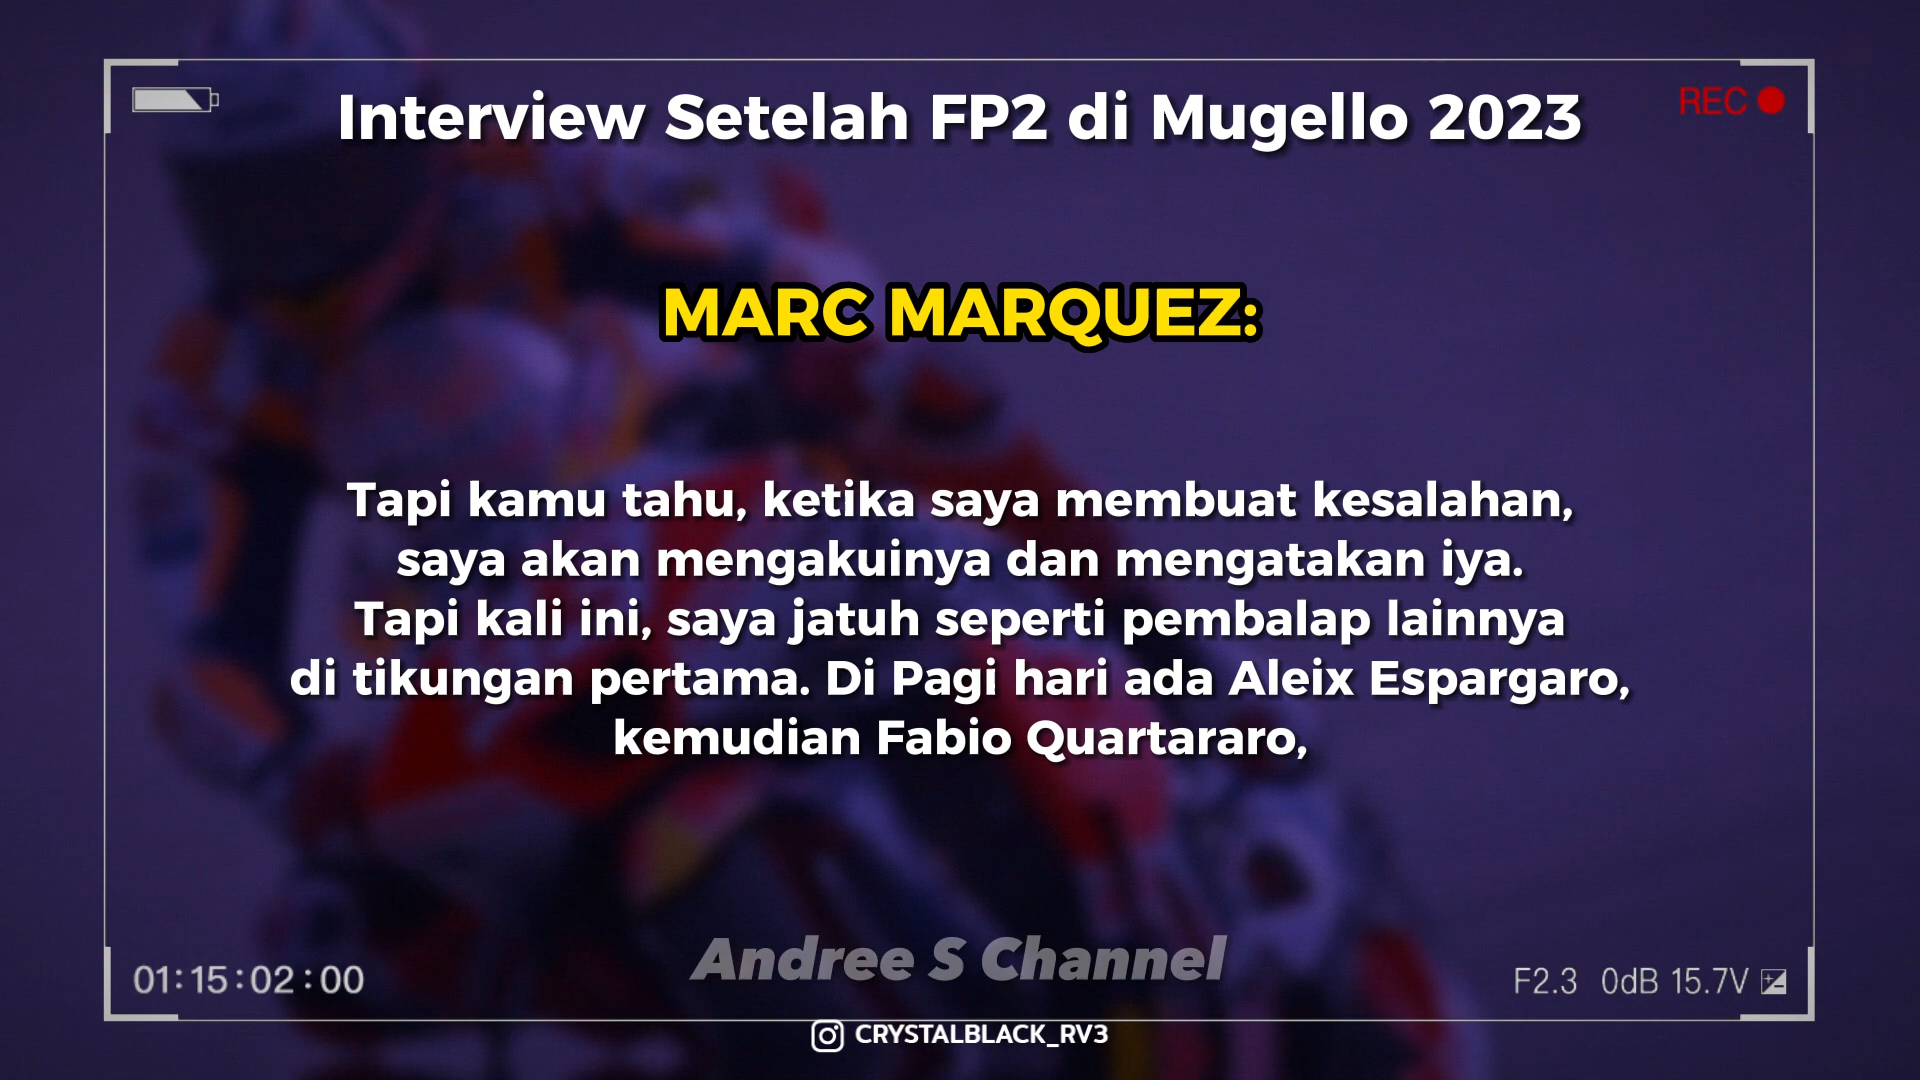 Interview Setelah FP2 di Mugello 2023
REC
MARC MARQUEZ:
Tapi kamu tahu, ketika saya membuat kesalahan,
saya akan mengakuinya dan mengatakan iya.
Tapi kali ini, saya jatuh seperti pembalap lainnya
di tikungan pertama. Di Pagi hari ada Aleix Espargaro,
kemudian Fabio Quartararo,
Andree S Channel
01:15:02:00
F2.3 0dB 15.7V
CRYSTALBLACK_RV3